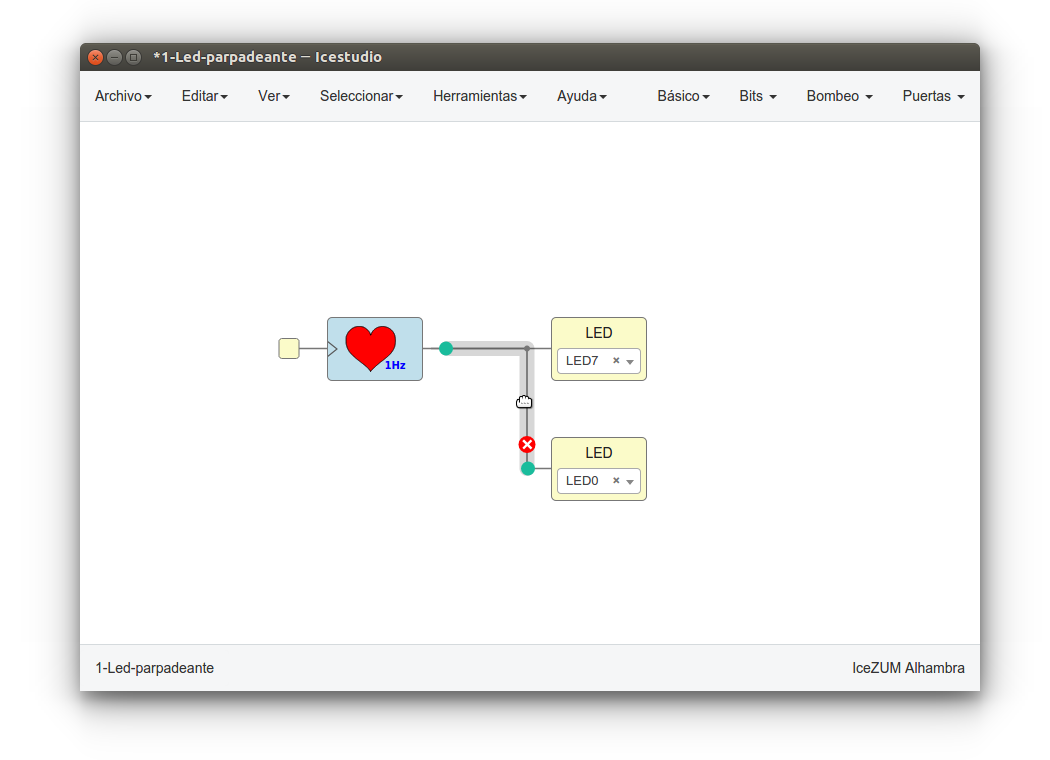 *1-Led-parpadeante — Icestudio
Archivo Editar Ver Seleccionar Herramientas Ayuda Básico Bits Bombeo Puertas
LED
LED7 ×
1Hz
LED
LED0 ×
1-Led-parpadeante IceZUM Alhambra